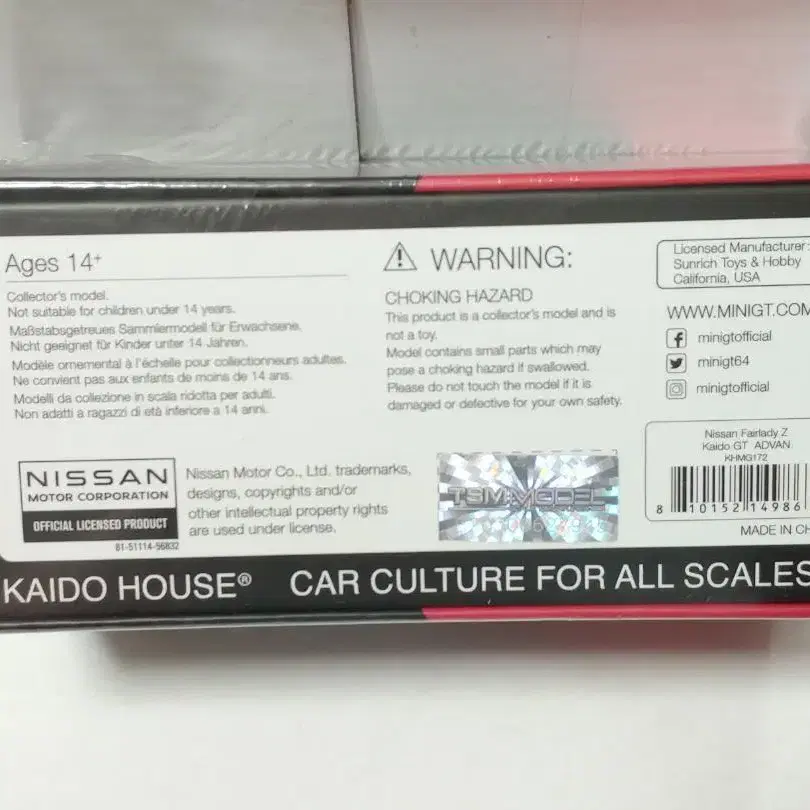 Ages 14+
Collector's model.
Not suitable for children under 14 years.
Maßstabsgetreues Sammlermodell für Erwachsene.
Nicht geeignet für Kinder unter 14 Jahren.
Modèle ornemental à l'échelle pour collectionneurs adultes.
Ne convient pas aux enfants de moins de 14 ans.
Modelli da collezione in scala ridotta per adulti.
Non adatti a ragazzi di età inferiore a 14 anni.
WARNING:
CHOKING HAZARD
This product is a collector's model and is
not a toy.
Model contains small parts which may
pose a choking hazard if swallowed.
Please do not touch the model if it is
damaged or defective for your own safety.
Licensed Manufacturer:
Sunrich Toys & Hobby
California, USA
WWW.MINIGT.COM
minigtofficial
minigt64
minigtofficial
NISSAN
MOTOR CORPORATION
OFFICIAL LICENSED PRODUCT
81-51114-56832
Nissan Motor Co., Ltd. trademarks,
designs, copyrights and/or
other intellectual property rights
are used under license.
TSM-MODEL
Nissan Fairlady Z
Kaido GT ADVAN
KHMG172
8 10152 14986
MADE IN CH
KAIDO HOUSE® CAR CULTURE FOR ALL SCALES